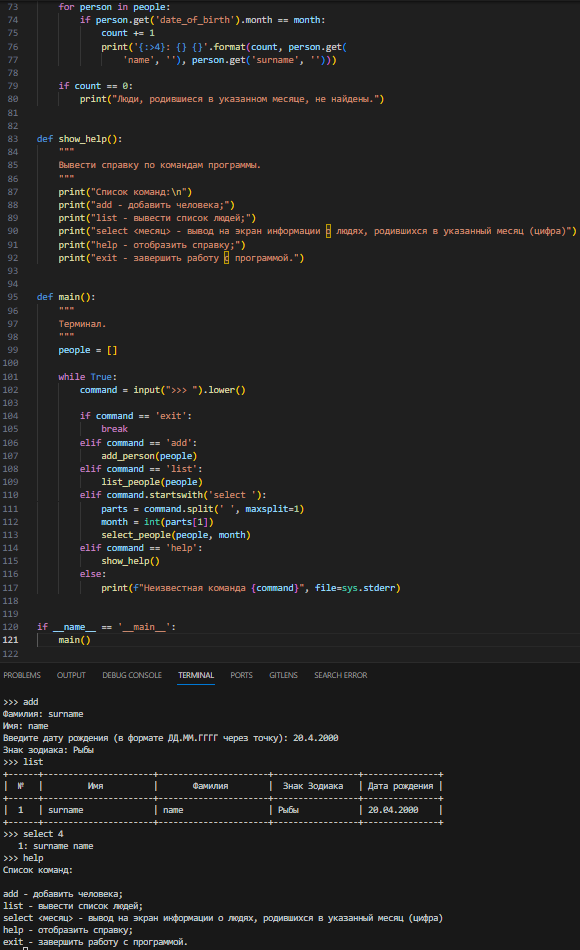 73 for person in people:
74 if person.get('date_of_birth').month == month:
75 count += 1
76 print('{:>4}: {} {}'.format(count, person.get(
77 'name', ''), person.get('surname', '')))
78
79 if count == 0:
80 print("Люди, родившиеся в указанном месяце, не найдены.")
81
82
83 def show_help():
84 """
85 Вывести справку по командам программы.
86 """
87 print("Список команд:\n")
88 print("add - добавить человека;")
89 print("list - вывести список людей;")
90 print("select <месяц> - вывод на экран информации о людях, родившихся в указанный месяц (цифра)")
91 print("help - отобразить справку;")
92 print("exit - завершить работу с программой.")
93
94
95 def main():
96 """
97 Терминал.
98 """
99 people = []
100
101 while True:
102 command = input(">>> ").lower()
103
104 if command == 'exit':
105 break
106 elif command == 'add':
107 add_person(people)
108 elif command == 'list':
109 list_people(people)
110 elif command.startswith('select '):
111 parts = command.split(' ', maxsplit=1)
112 month = int(parts[1])
113 select_people(people, month)
114 elif command == 'help':
115 show_help()
116 else:
117 print(f"Неизвестная команда {command}", file=sys.stderr)
118
119
120 if __name__ == '__main__':
121 main()
122
PROBLEMS OUTPUT DEBUG CONSOLE TERMINAL PORTS GITLENS SEARCH ERROR
>>> add
Фамилия: surname
Имя: name
Введите дату рождения (в формате ДД.ММ.ГГГГ через точку): 20.4.2000
Знак зодиака: Рыбы
>>> list
+------+----------------------+----------------------+-----------------+---------------+
| № | Имя | Фамилия | Знак Зодиака | Дата рождения |
+------+----------------------+----------------------+-----------------+---------------+
| 1 | surname | name | Рыбы | 20.04.2000 |
+------+----------------------+----------------------+-----------------+---------------+
>>> select 4
1: surname name
>>> help
Список команд:
add - добавить человека;
list - вывести список людей;
select <месяц> - вывод на экран информации о людях, родившихся в указанный месяц (цифра)
help - отобразить справку;
exit - завершить работу с программой.